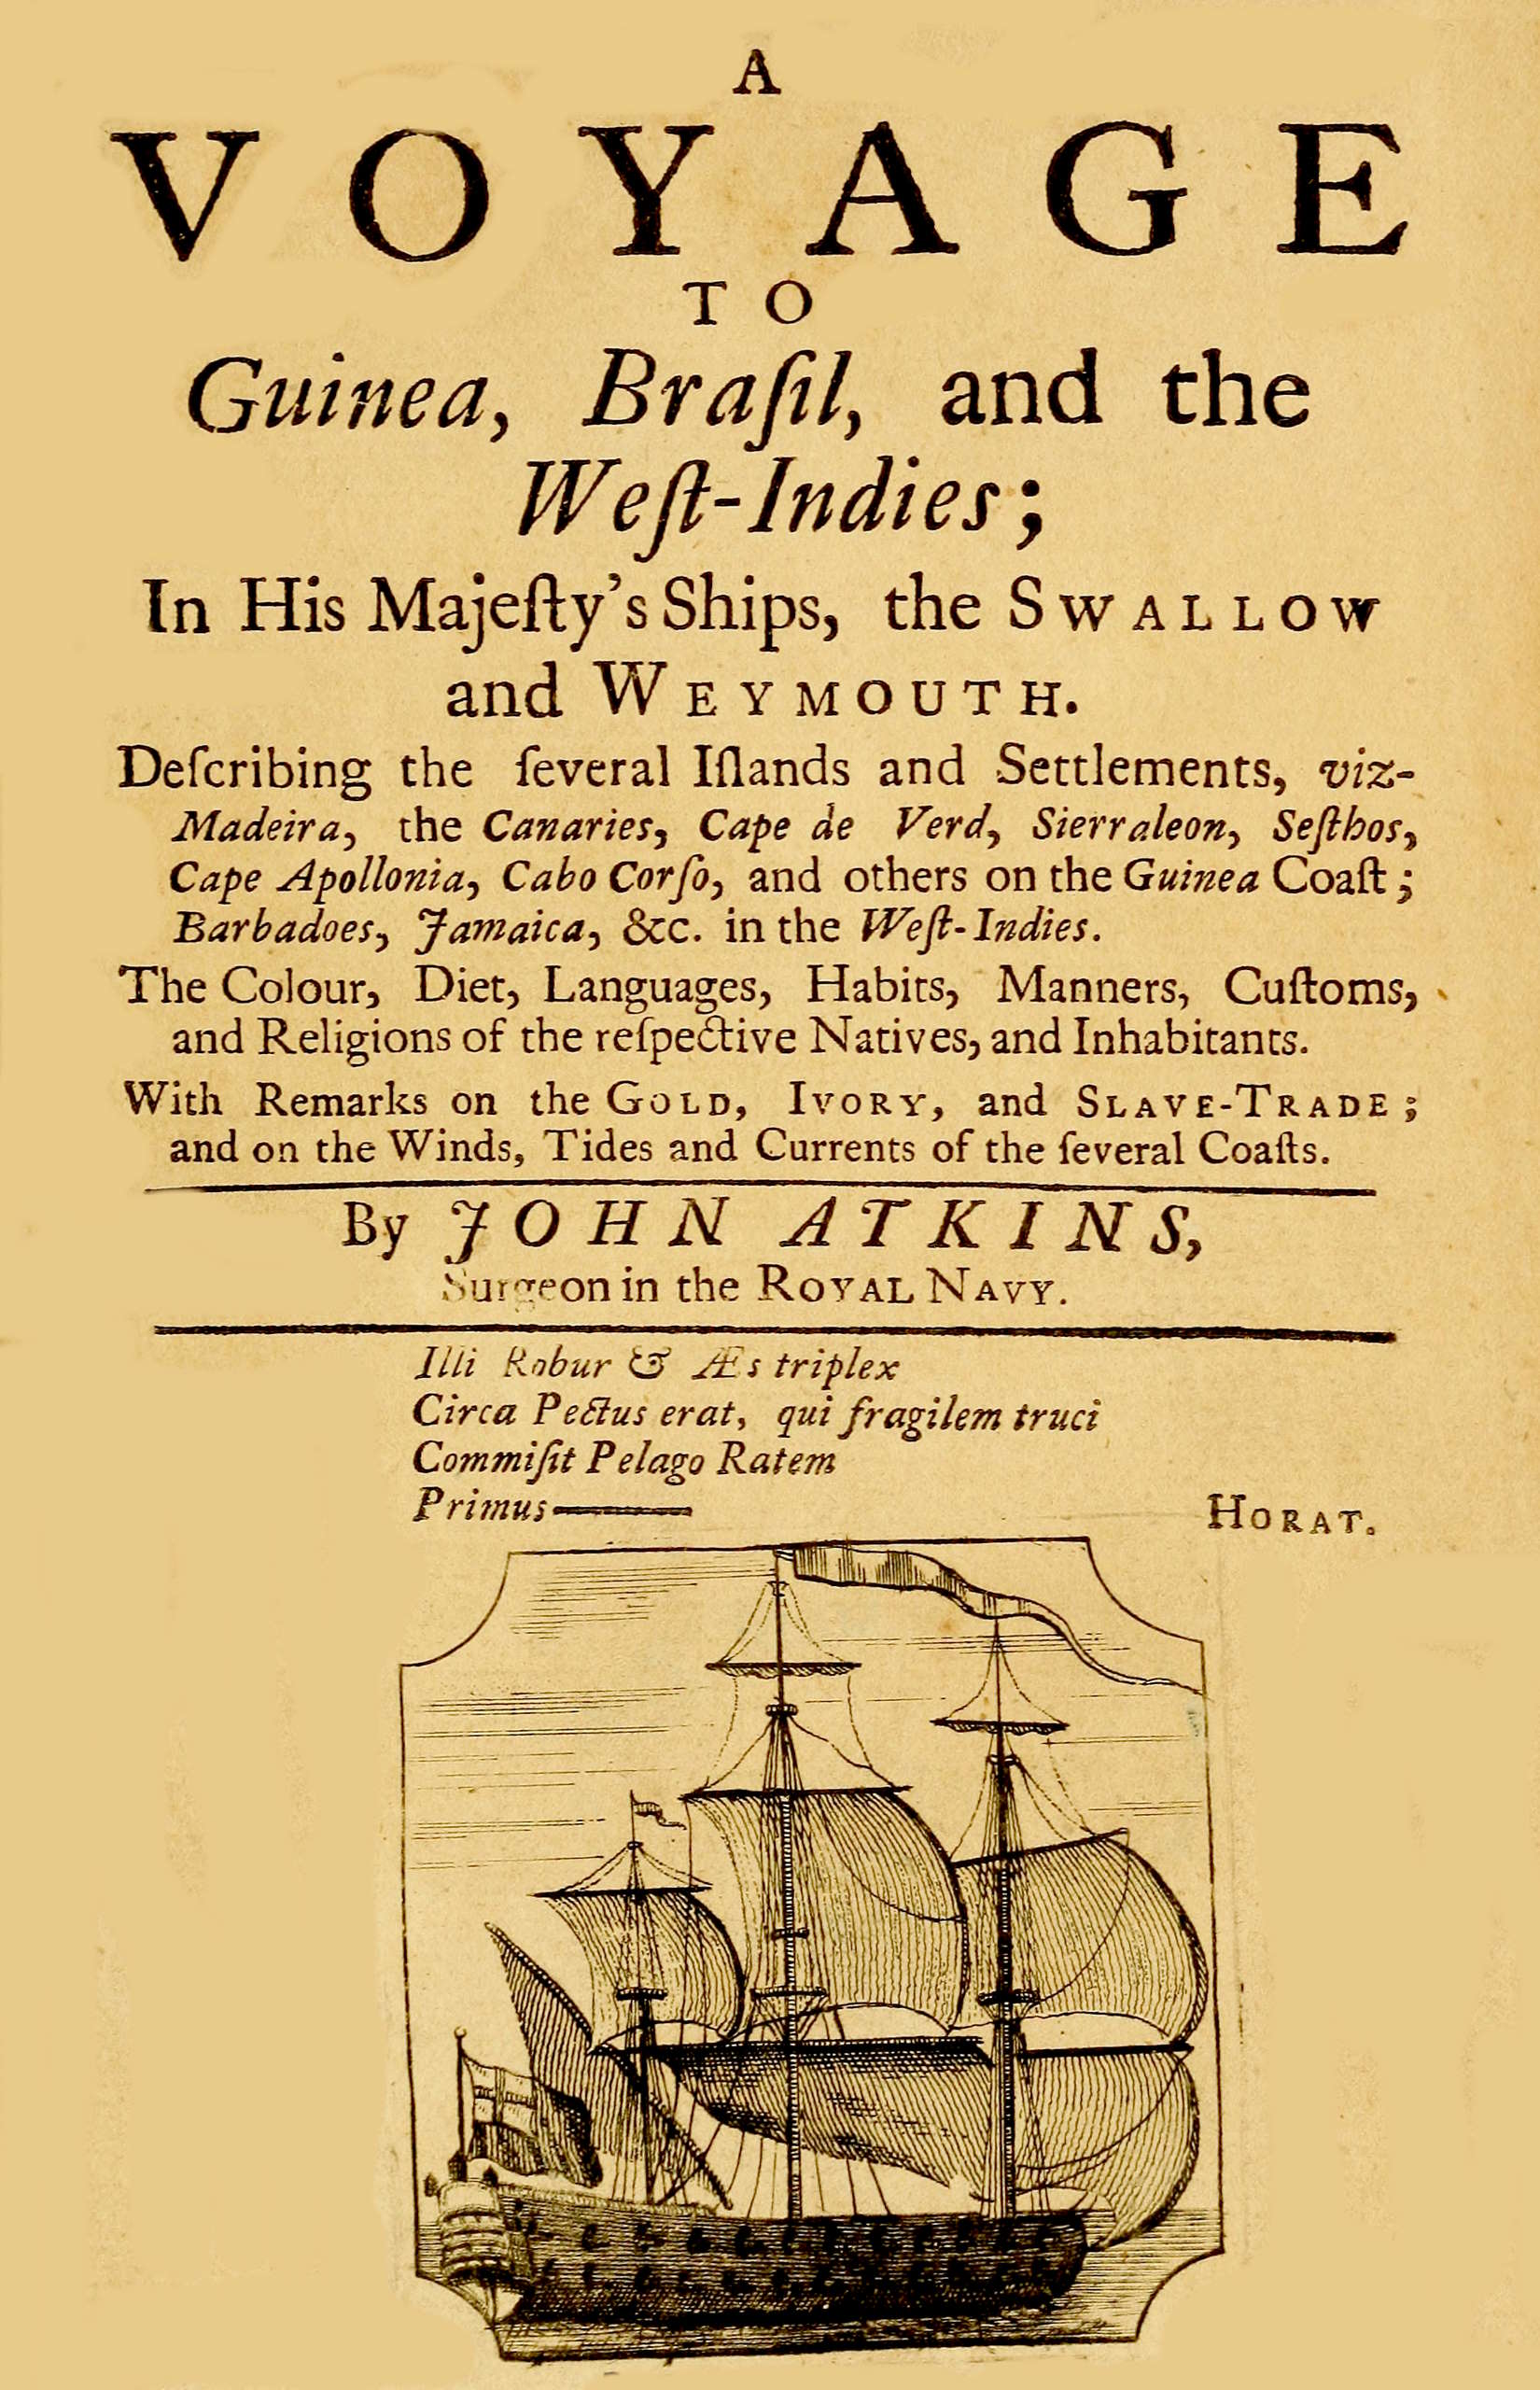 A
VOYAGE
TO
Guinea, Braſil, and the
Weſt-Indies;
In His Majeſty's Ships, the SWALLOW
and WEYMOUTH.
Deſcribing the ſeveral Iſlands and Settlements, viz-
Madeira, the Canaries, Cape de Verd, Sierraleon, Seſthos,
Cape Apollonia, Cabo Corſo, and others on the Guinea Coaſt;
Barbadoes, Jamaica, &c. in the Weſt-Indies.
The Colour, Diet, Languages, Habits, Manners, Cuſtoms,
and Religions of the reſpective Natives, and Inhabitants.
With Remarks on the GOLD, IVORY, and SLAVE-TRADE;
and on the Winds, Tides and Currents of the ſeveral Coaſts.
By JOHN ATKINS,
Surgeon in the ROYAL NAVY.
Illi Robur & Æs triplex
Circa Pectus erat, qui fragilem truci
Commiſit Pelago Ratem
Primus——
HORAT.